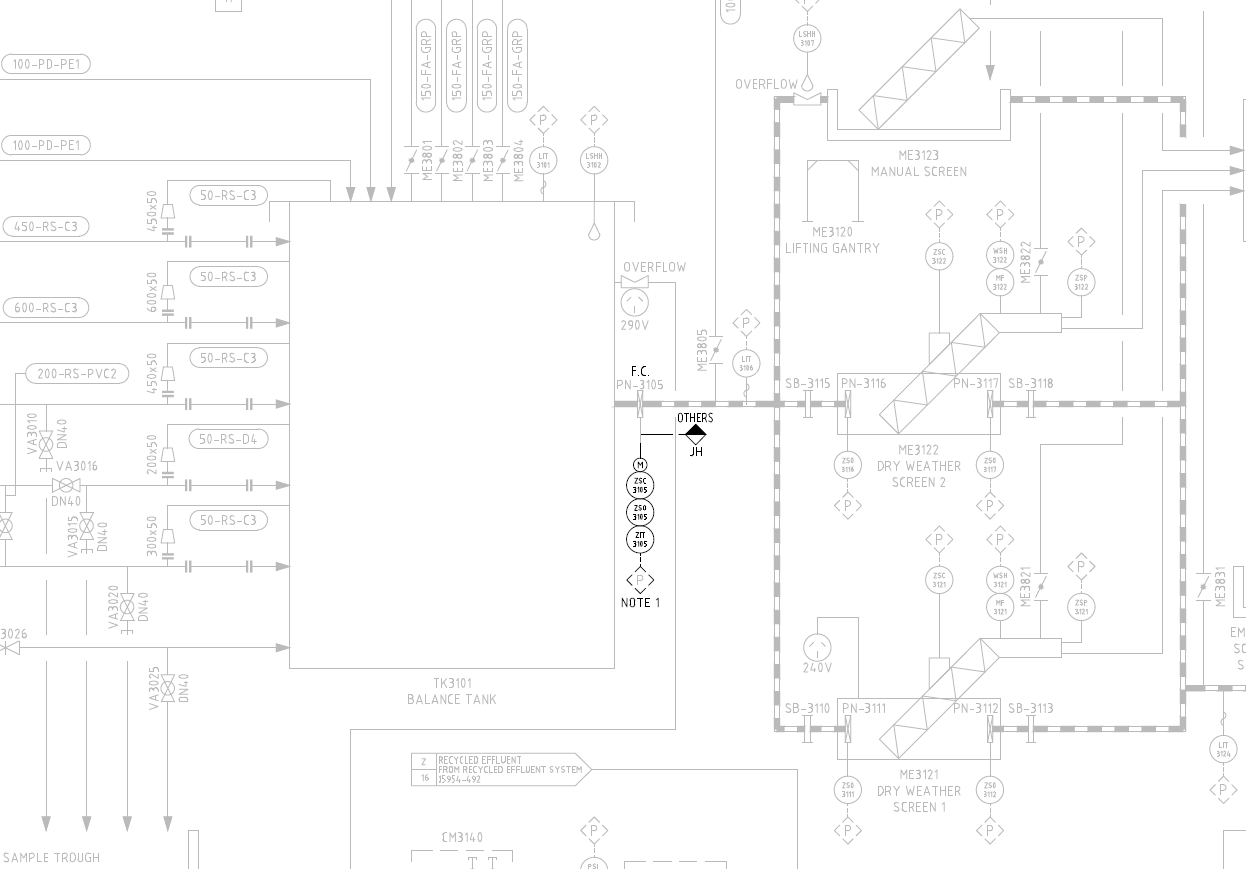 100-PD-PE1
100-PD-PE1
450-RS-C3
600-RS-C3
200-RS-PVC2
50-RS-C3
50-RS-C3
50-RS-C3
50-RS-D4
50-RS-C3
450x50
600x50
450x50
200x50
300x50
150-FA-GRP
150-FA-GRP
150-FA-GRP
150-FA-GRP
ME3801
ME3802
ME3803
ME3804
P
LIT
3101
P
LSHH
3102
OVERFLOW
290V
VA3010
DN40
VA3016
DN40
VA3015
DN40
VA3020
DN40
3026
VA3025
DN40
SAMPLE TROUGH
TK3101
BALANCE TANK
F.C.
PN-3105
OTHERS
JH
M
ZSC
3105
ZSO
3105
ZIT
3105
P
NOTE 1
ME3805
P
LIT
3106
P
LSHH
3107
OVERFLOW
ME3123
MANUAL SCREEN
ME3120
LIFTING GANTRY
P
ZSC
3122
P
WSH
3122
MF
3122
ME3822
P
ZSP
3122
SB-3115
PN-3116
PN-3117
SB-3118
ME3122
DRY WEATHER
SCREEN 2
ZSO
3116
P
ZSO
3117
P
P
ZSC
3121
P
WSH
3121
MF
3121
ME3821
P
ZSP
3121
240V
SB-3110
PN-3111
PN-3112
SB-3113
ME3121
DRY WEATHER
SCREEN 1
ZSO
3111
P
ZSO
3112
P
ME3831
LIT
3124
P
Z
16
RECYCLED EFFLUENT
FROM RECYCLED EFFLUENT SYSTEM
J5954-492
CM3140
P
PSL